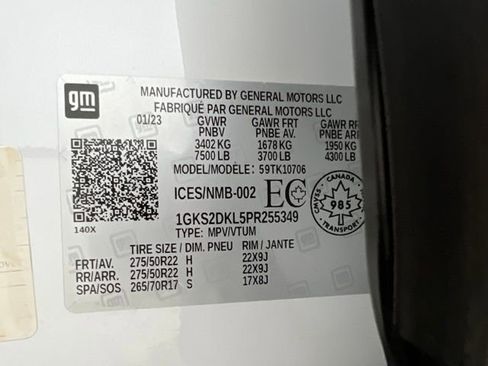 gm
MANUFACTURED BY GENERAL MOTORS LLC
FABRIQUÉ PAR GENERAL MOTORS LLC
01/23 GVWR GAWR FRT GAWR RR
PNBV PNBE AV. PNBE ARR
3402 KG 1678 KG 1950 KG
7500 LB 3700 LB 4300 LB
MODEL/MODÈLE: 59TK10706
ICES/NMB-002 EC
1GKS2DKL5PR255349
TYPE: MPV/VTUM
CANADA
CMVSS 985 NSVAC
TRANSPORT
140X
TIRE SIZE / DIM. PNEU RIM / JANTE
FRT/AV. 275/50R22 H 22X9J
RR/ARR. 275/50R22 H 22X9J
SPA/SOS 265/70R17 S 17X8J